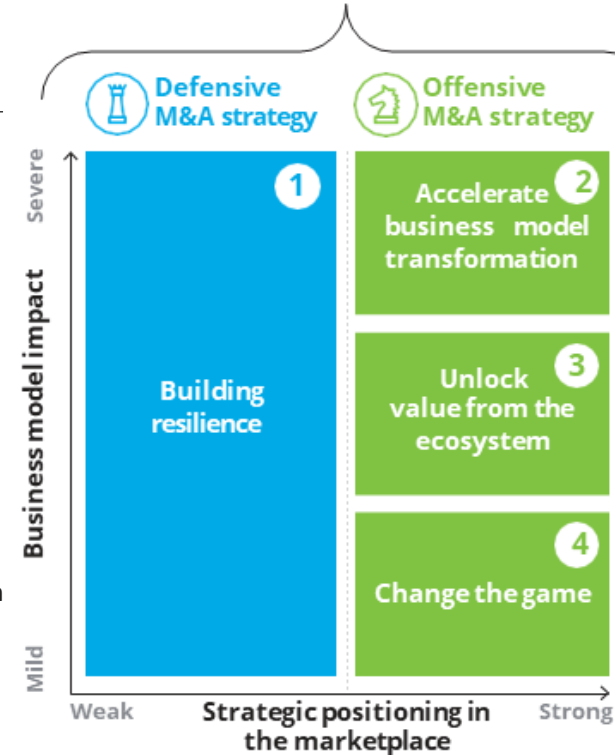 Defensive
M&A strategy
Offensive
M&A strategy
Severe
Business model impact
Mild
1
Building
resilience
2
Accelerate
business model
transformation
3
Unlock
value from the
ecosystem
4
Change the game
Weak
Strategic positioning in
the marketplace
Strong